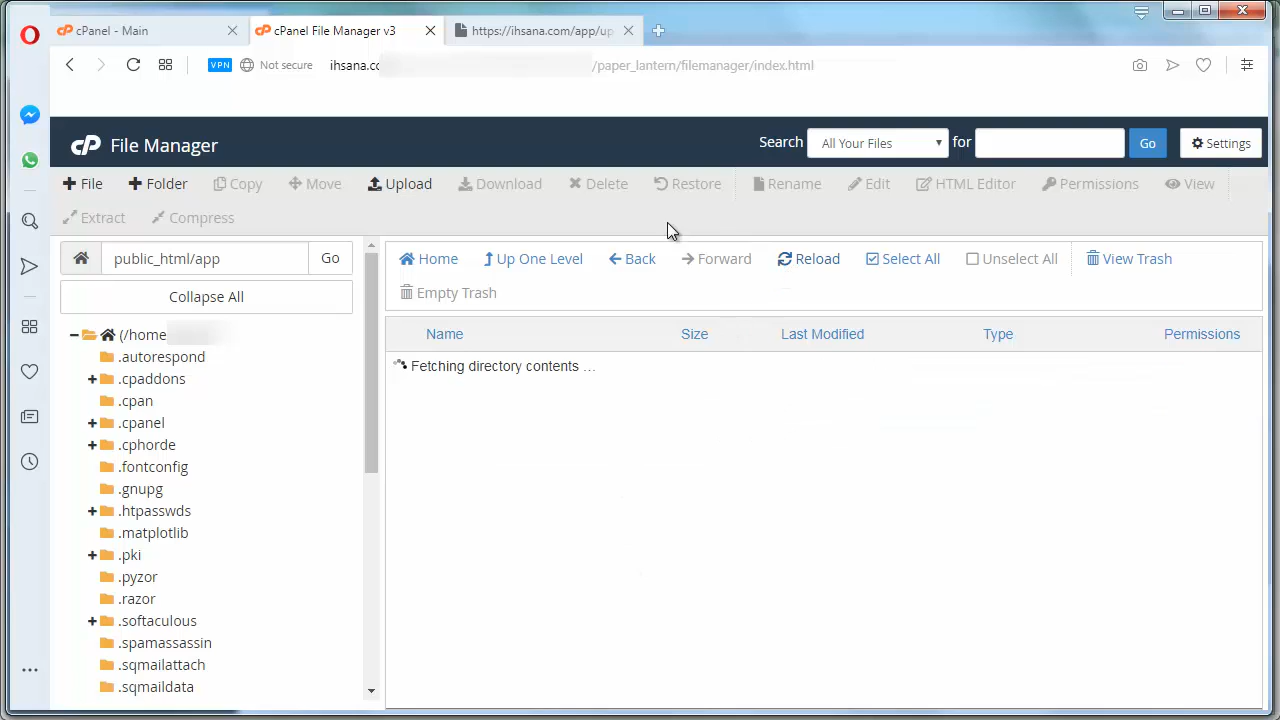 cPanel - Main
cPanel File Manager v3
https://ihsana.com/app/up
VPN
Not secure
ihsana.co
/paper_lantern/filemanager/index.html
cP File Manager
Search
All Your Files
for
Go
Settings
File
Folder
Copy
Move
Upload
Download
Delete
Restore
Rename
Edit
HTML Editor
Permissions
View
Extract
Compress
public_html/app
Go
Home
Up One Level
Back
Forward
Reload
Select All
Unselect All
View Trash
Empty Trash
Collapse All
Name
Size
Last Modified
Type
Permissions
Fetching directory contents ...
(/home
.autorespond
.cpaddons
.cpan
.cpanel
.cphorde
.fontconfig
.gnupg
.htpasswds
.matplotlib
.pki
.pyzor
.razor
.softaculous
.spamassassin
.sqmailattach
.sqmaildata